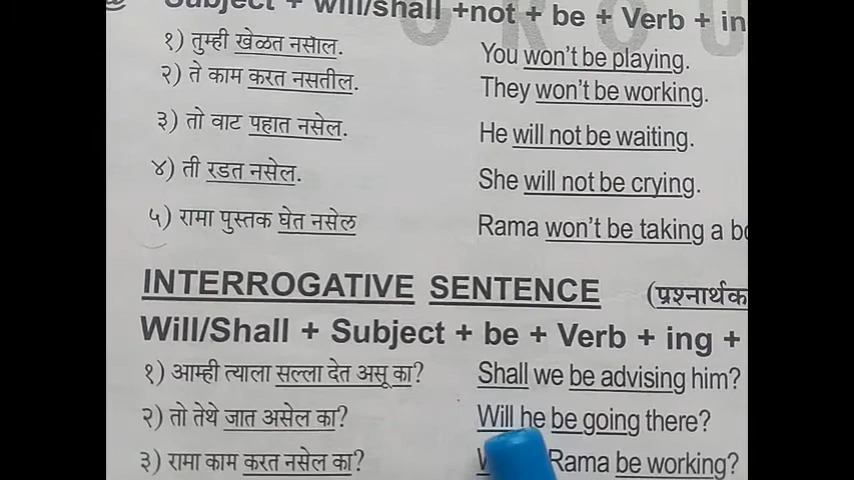 Subject + will/shall +not + be + Verb + in
१) तुम्ही खेळत नसाल. You won't be playing.
२) ते काम करत नसतील. They won't be working.
३) तो वाट पहात नसेल. He will not be waiting.
४) ती रडत नसेल. She will not be crying.
५) रामा पुस्तक घेत नसेल Rama won't be taking a
INTERROGATIVE SENTENCE (प्रश्नार्थक
Will/Shall + Subject + be + Verb + ing +
१) आम्ही त्याला सल्ला देत असू का? Shall we be advising him?
२) तो तेथे जात असेल का? Will he be going there?
३) रामा काम करत नसेल का? Rama be working?